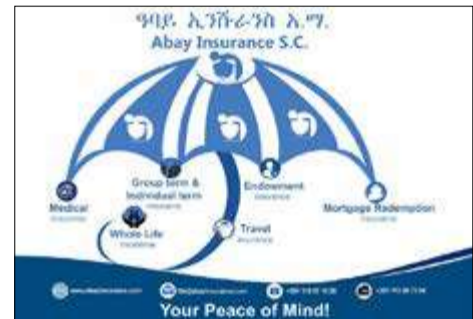 ዓባይ ኢንሹራንስ አ.ማ.
Abay Insurance S.C.
Group term &
Individual term
insurance
Endowment
insurance
Medical
insurance
Mortgage Redemption
insurance
Whole Life
insurance
Travel
insurance
Your Peace of Mind!